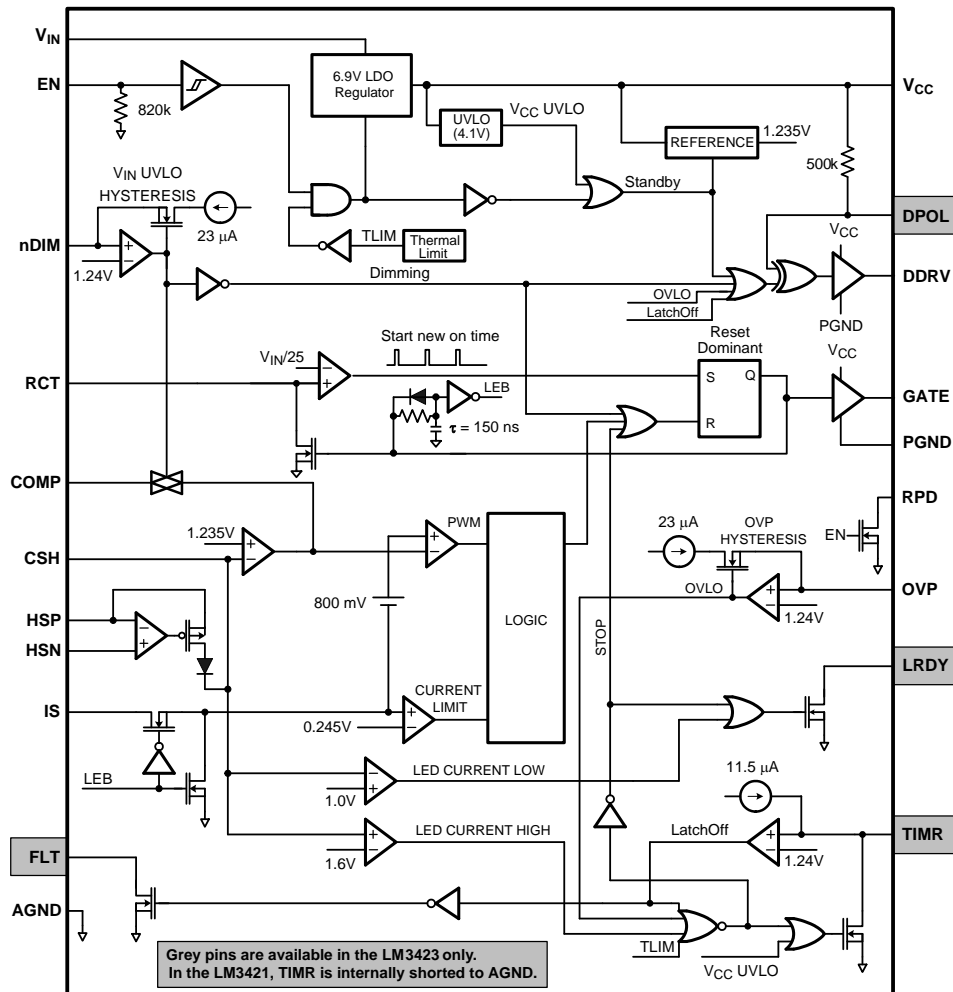 VIN
EN
820k
6.9V LDO
Regulator
VCC UVLO
UVLO
(4.1V)
REFERENCE
1.235V
VCC
500k
VIN UVLO
HYSTERESIS
23 μA
Standby
DPOL
nDIM
1.24V
TLIM
Thermal
Limit
Dimming
VCC
DDRV
OVLO
LatchOff
PGND
Start new on time
Reset
Dominant
VIN/25
RCT
LEB
S
Q
R
VCC
GATE
τ = 150 ns
PGND
COMP
RPD
1.235V
PWM
23 μA
OVP
HYSTERESIS
EN
CSH
OVLO
OVP
1.24V
800 mV
LOGIC
HSP
HSN
STOP
LRDY
IS
CURRENT
LIMIT
0.245V
LEB
LED CURRENT LOW
1.0V
11.5 μA
LED CURRENT HIGH
1.6V
LatchOff
1.24V
TIMR
FLT
AGND
TLIM
VCC UVLO
Grey pins are available in the LM3423 only.
In the LM3421, TIMR is internally shorted to AGND.